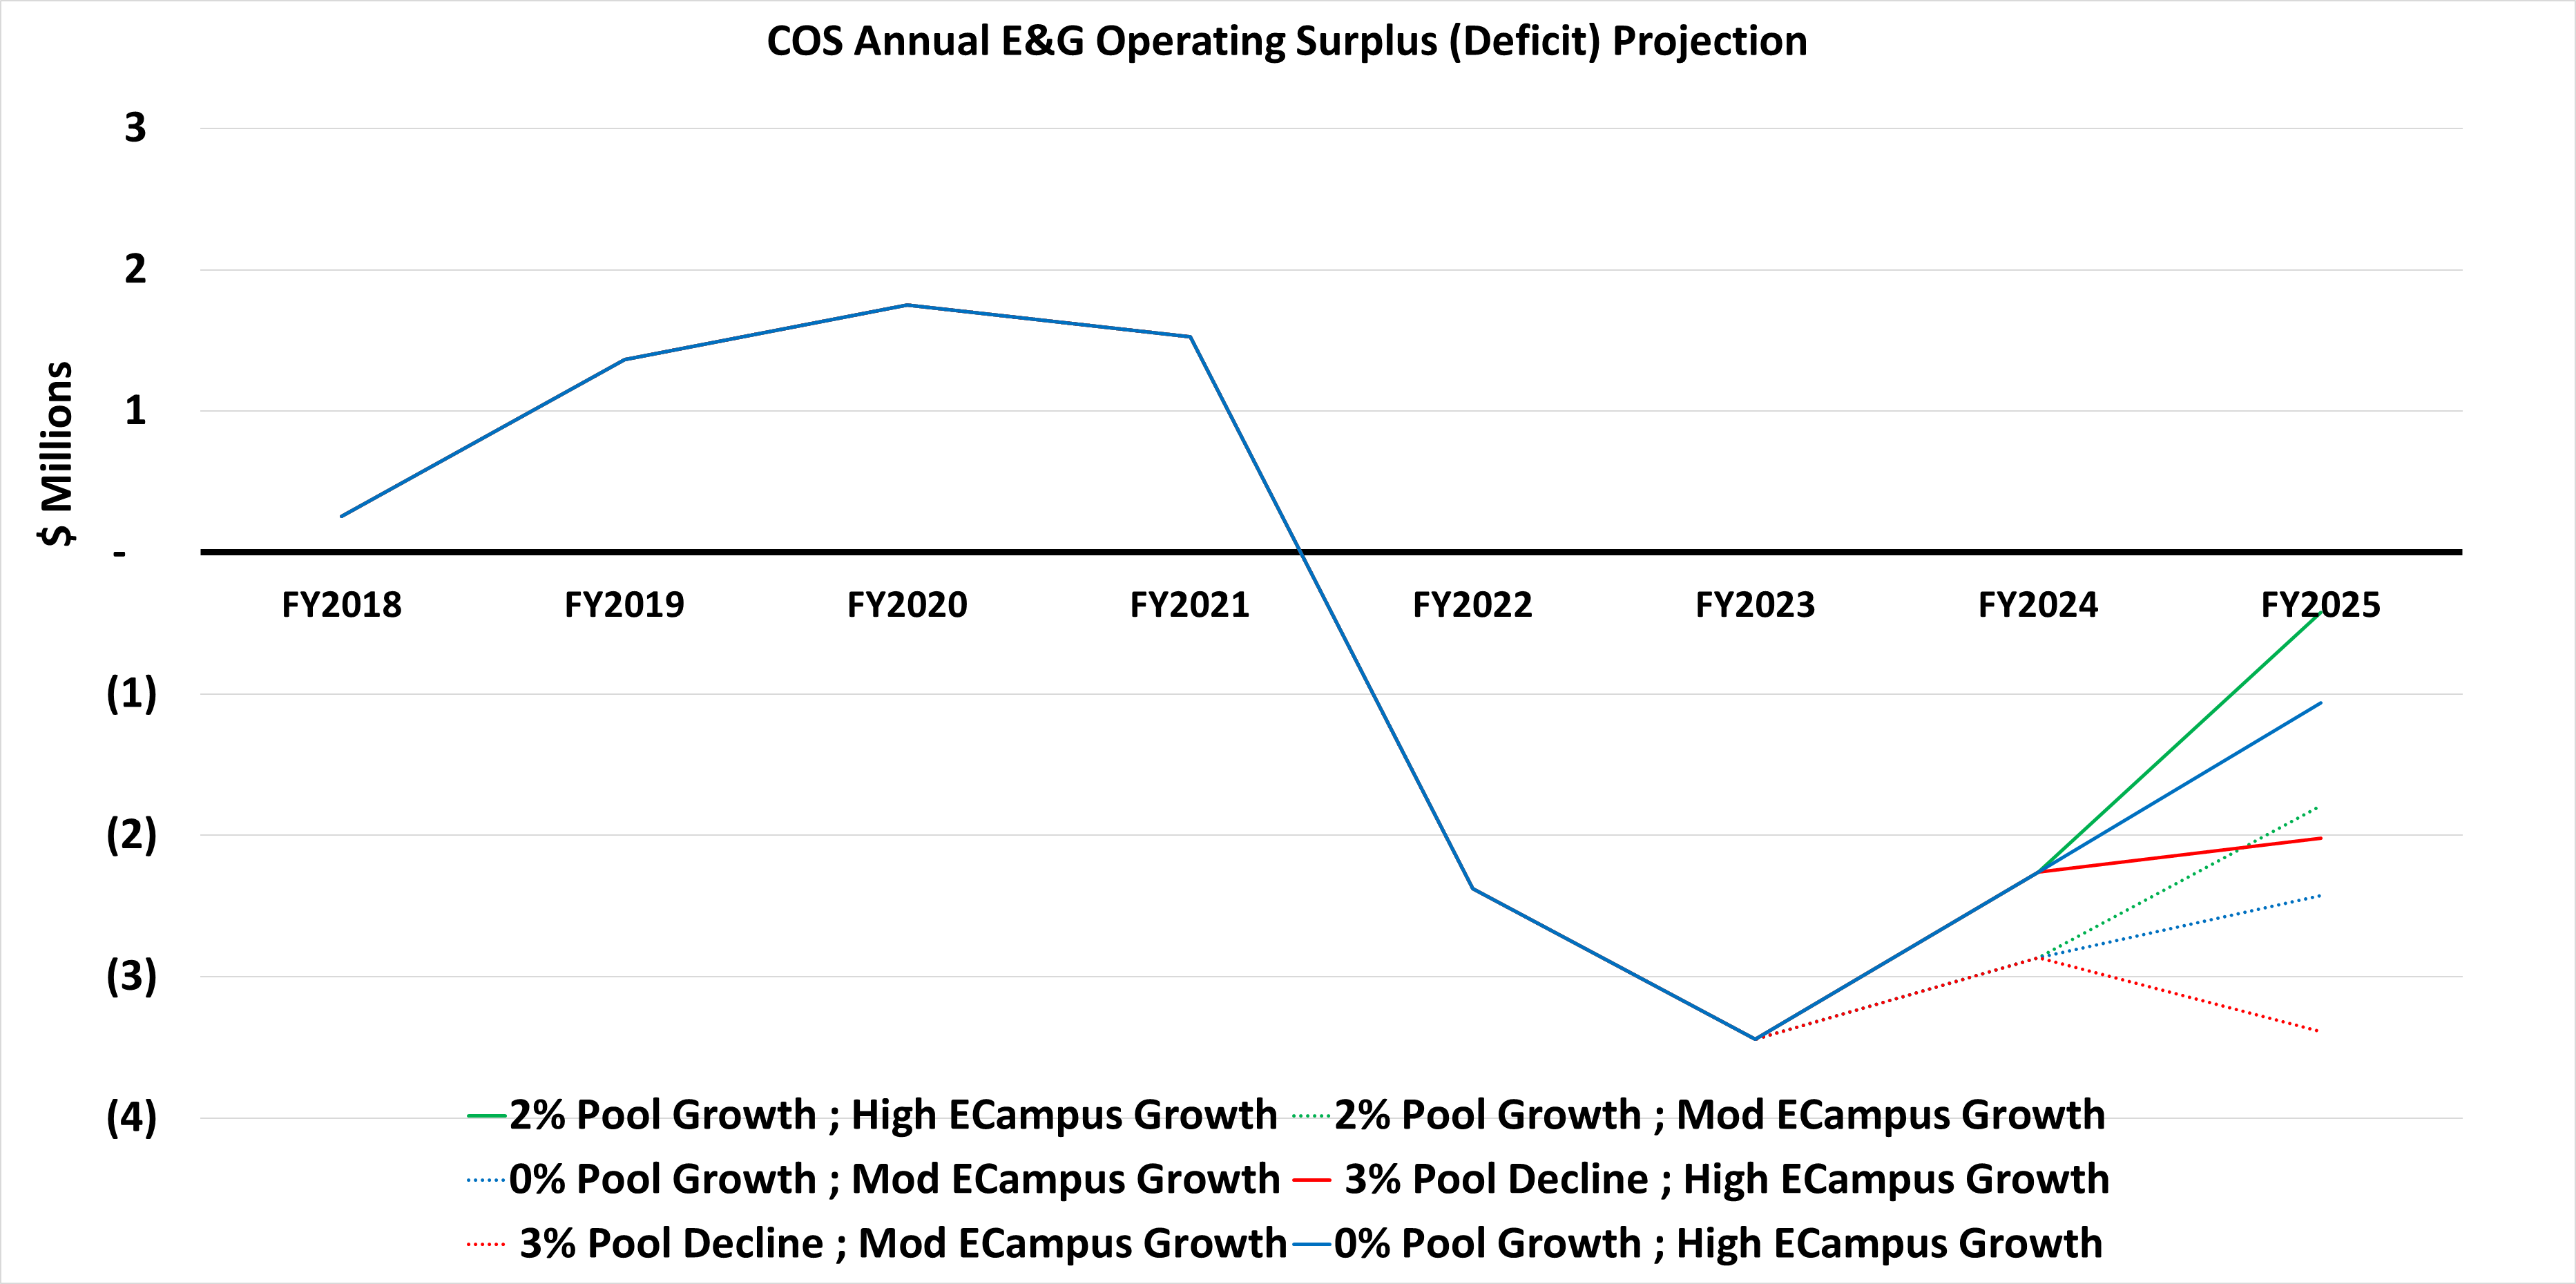 COS Annual E&G Operating Surplus (Deficit) Projection
3
2
1
$ Millions
-
FY2018 FY2019 FY2020 FY2021 FY2022 FY2023 FY2024 FY2025
(1)
(2)
(3)
(4)
2% Pool Growth ; High ECampus Growth 2% Pool Growth ; Mod ECampus Growth
0% Pool Growth ; Mod ECampus Growth 3% Pool Decline ; High ECampus Growth
3% Pool Decline ; Mod ECampus Growth 0% Pool Growth ; High ECampus Growth